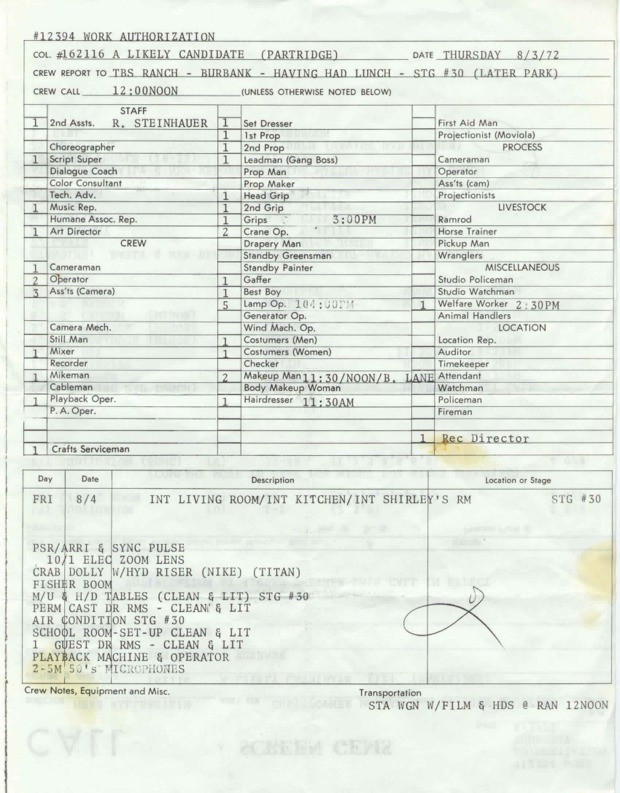 #12394 WORK AUTHORIZATION
COL. #162116 A LIKELY CANDIDATE (PARTRIDGE) DATE THURSDAY 8/3/72
CREW REPORT TO TBS RANCH - BURBANK - HAVING HAD LUNCH - STG #30 (LATER PARK)
CREW CALL 12:00NOON (UNLESS OTHERWISE NOTED BELOW)
STAFF
1 2nd Assts. R. STEINHAUER
Choreographer
1 Script Super
Dialogue Coach
Color Consultant
Tech. Adv.
1 Music Rep.
Humane Assoc. Rep.
1 Art Director
CREW
1 Cameraman
2 Operator
3 Ass'ts (Camera)
Camera Mech.
Still Man
1 Mixer
Recorder
1 Mikeman
Cableman
1 Playback Oper.
P. A. Oper.
1 Crafts Serviceman
1 Set Dresser
1 1st Prop
1 2nd Prop
1 Leadman (Gang Boss)
Prop Man
Prop Maker
1 Head Grip
1 2nd Grip
1 Grips 3:00PM
2 Crane Op.
Drapery Man
Standby Greensman
Standby Painter
1 Gaffer
1 Best Boy
5 Lamp Op.
Generator Op.
Wind Mach. Op.
1 Costumers (Men)
1 Costumers (Women)
Checker
2 Makeup Man 11:30/NOON/B. LANE
Body Makeup Woman
1 Hairdresser 11:30AM
First Aid Man
Projectionist (Moviola)
PROCESS
Cameraman
Operator
Ass'ts (cam)
Projectionists
LIVESTOCK
Ramrod
Horse Trainer
Pickup Man
Wranglers
MISCELLANEOUS
Studio Policeman
Studio Watchman
1 Welfare Worker 2:30PM
Animal Handlers
LOCATION
Location Rep.
Auditor
Timekeeper
Attendant
Watchman
Policeman
Fireman
1 Rec Director
Day Date Description Location or Stage
FRI 8/4 INT LIVING ROOM/INT KITCHEN/INT SHIRLEY'S RM STG #30
PSR/ARRI & SYNC PULSE
10/1 ELEC ZOOM LENS
CRAB DOLLY W/HYD RISER (NIKE) (TITAN)
FISHER BOOM
M/U & H/D TABLES (CLEAN & LIT) STG #30
PERM CAST DR RMS - CLEAN & LIT
AIR CONDITION STG #30
SCHOOL ROOM-SET-UP CLEAN & LIT
1 GUEST DR RMS - CLEAN & LIT
PLAYBACK MACHINE & OPERATOR
2-5M 50's MICROPHONES
Crew Notes, Equipment and Misc. Transportation
STA WGN W/FILM & HDS @ RAN 12NOON
CALL
SCREEN GEMS